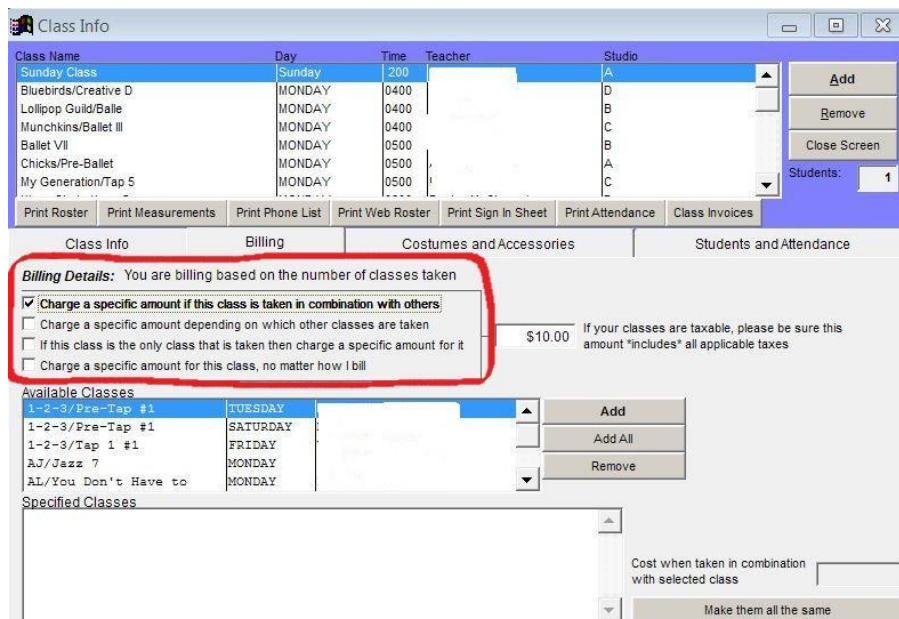 Class Info
Class Name Day Time Teacher Studio
Sunday Class Sunday 200 A
Bluebirds/Creative D MONDAY 0400 D
Lollipop Guild/Balle MONDAY 0400 B
Munchkins/Ballet III MONDAY 0400 C
Ballet VII MONDAY 0500 B
Chicks/Pre-Ballet MONDAY 0500 A
My Generation/Tap 5 MONDAY 0500 C
Add
Remove
Close Screen
Students: 1
Print Roster Print Measurements Print Phone List Print Web Roster Print Sign In Sheet Print Attendance Class Invoices
Class Info Billing Costumes and Accessories Students and Attendance
Billing Details: You are billing based on the number of classes taken
Charge a specific amount if this class is taken in combination with others
Charge a specific amount depending on which other classes are taken
If this class is the only class that is taken then charge a specific amount for it
Charge a specific amount for this class, no matter how I bill
$10.00
If your classes are taxable, please be sure this
amount *includes* all applicable taxes
Available Classes
1-2-3/Pre-Tap #1 TUESDAY
1-2-3/Pre-Tap #1 SATURDAY
1-2-3/Tap 1 #1 FRIDAY
AJ/Jazz 7 MONDAY
AL/You Don't Have to MONDAY
Add
Add All
Remove
Specified Classes
Cost when taken in combination
with selected class
Make them all the same